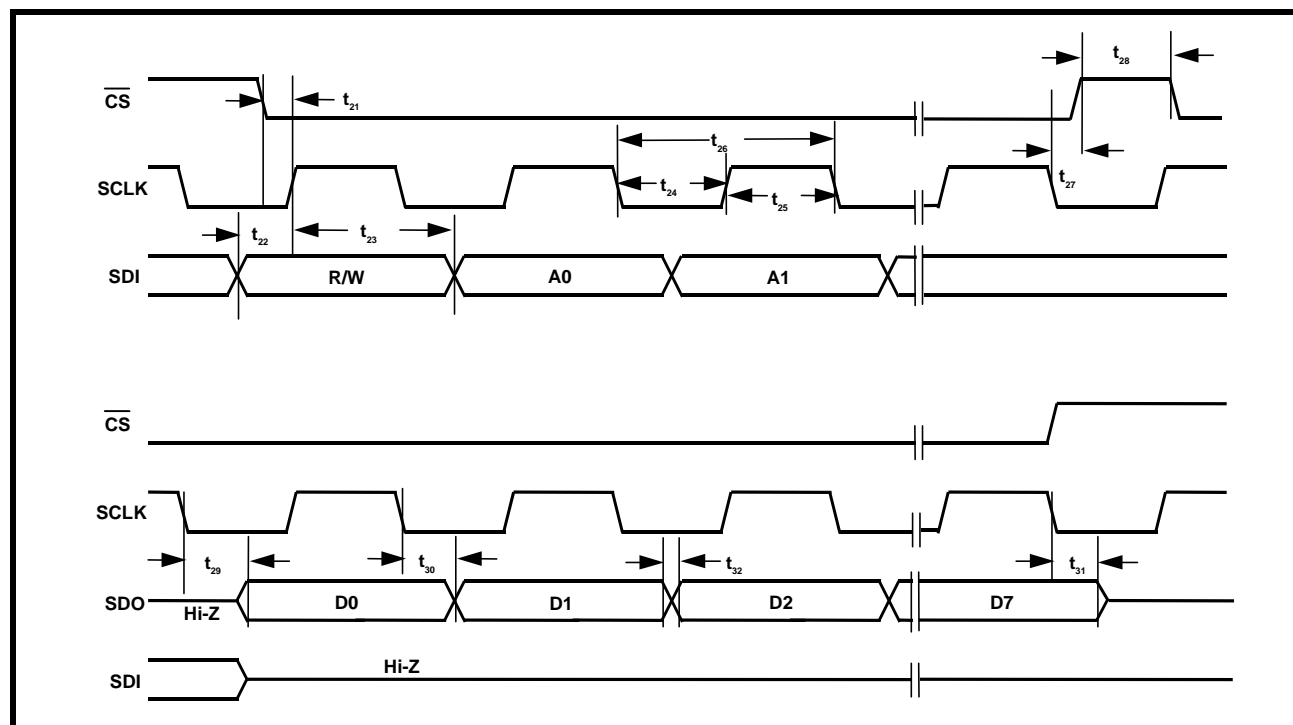 t28
CS
t21
t26
SCLK
t24
t25
t27
t22
t23
SDI
R/W
A0
A1
CS
SCLK
t29
t30
t32
t31
SDO
Hi-Z
D0
D1
D2
D7
SDI
Hi-Z